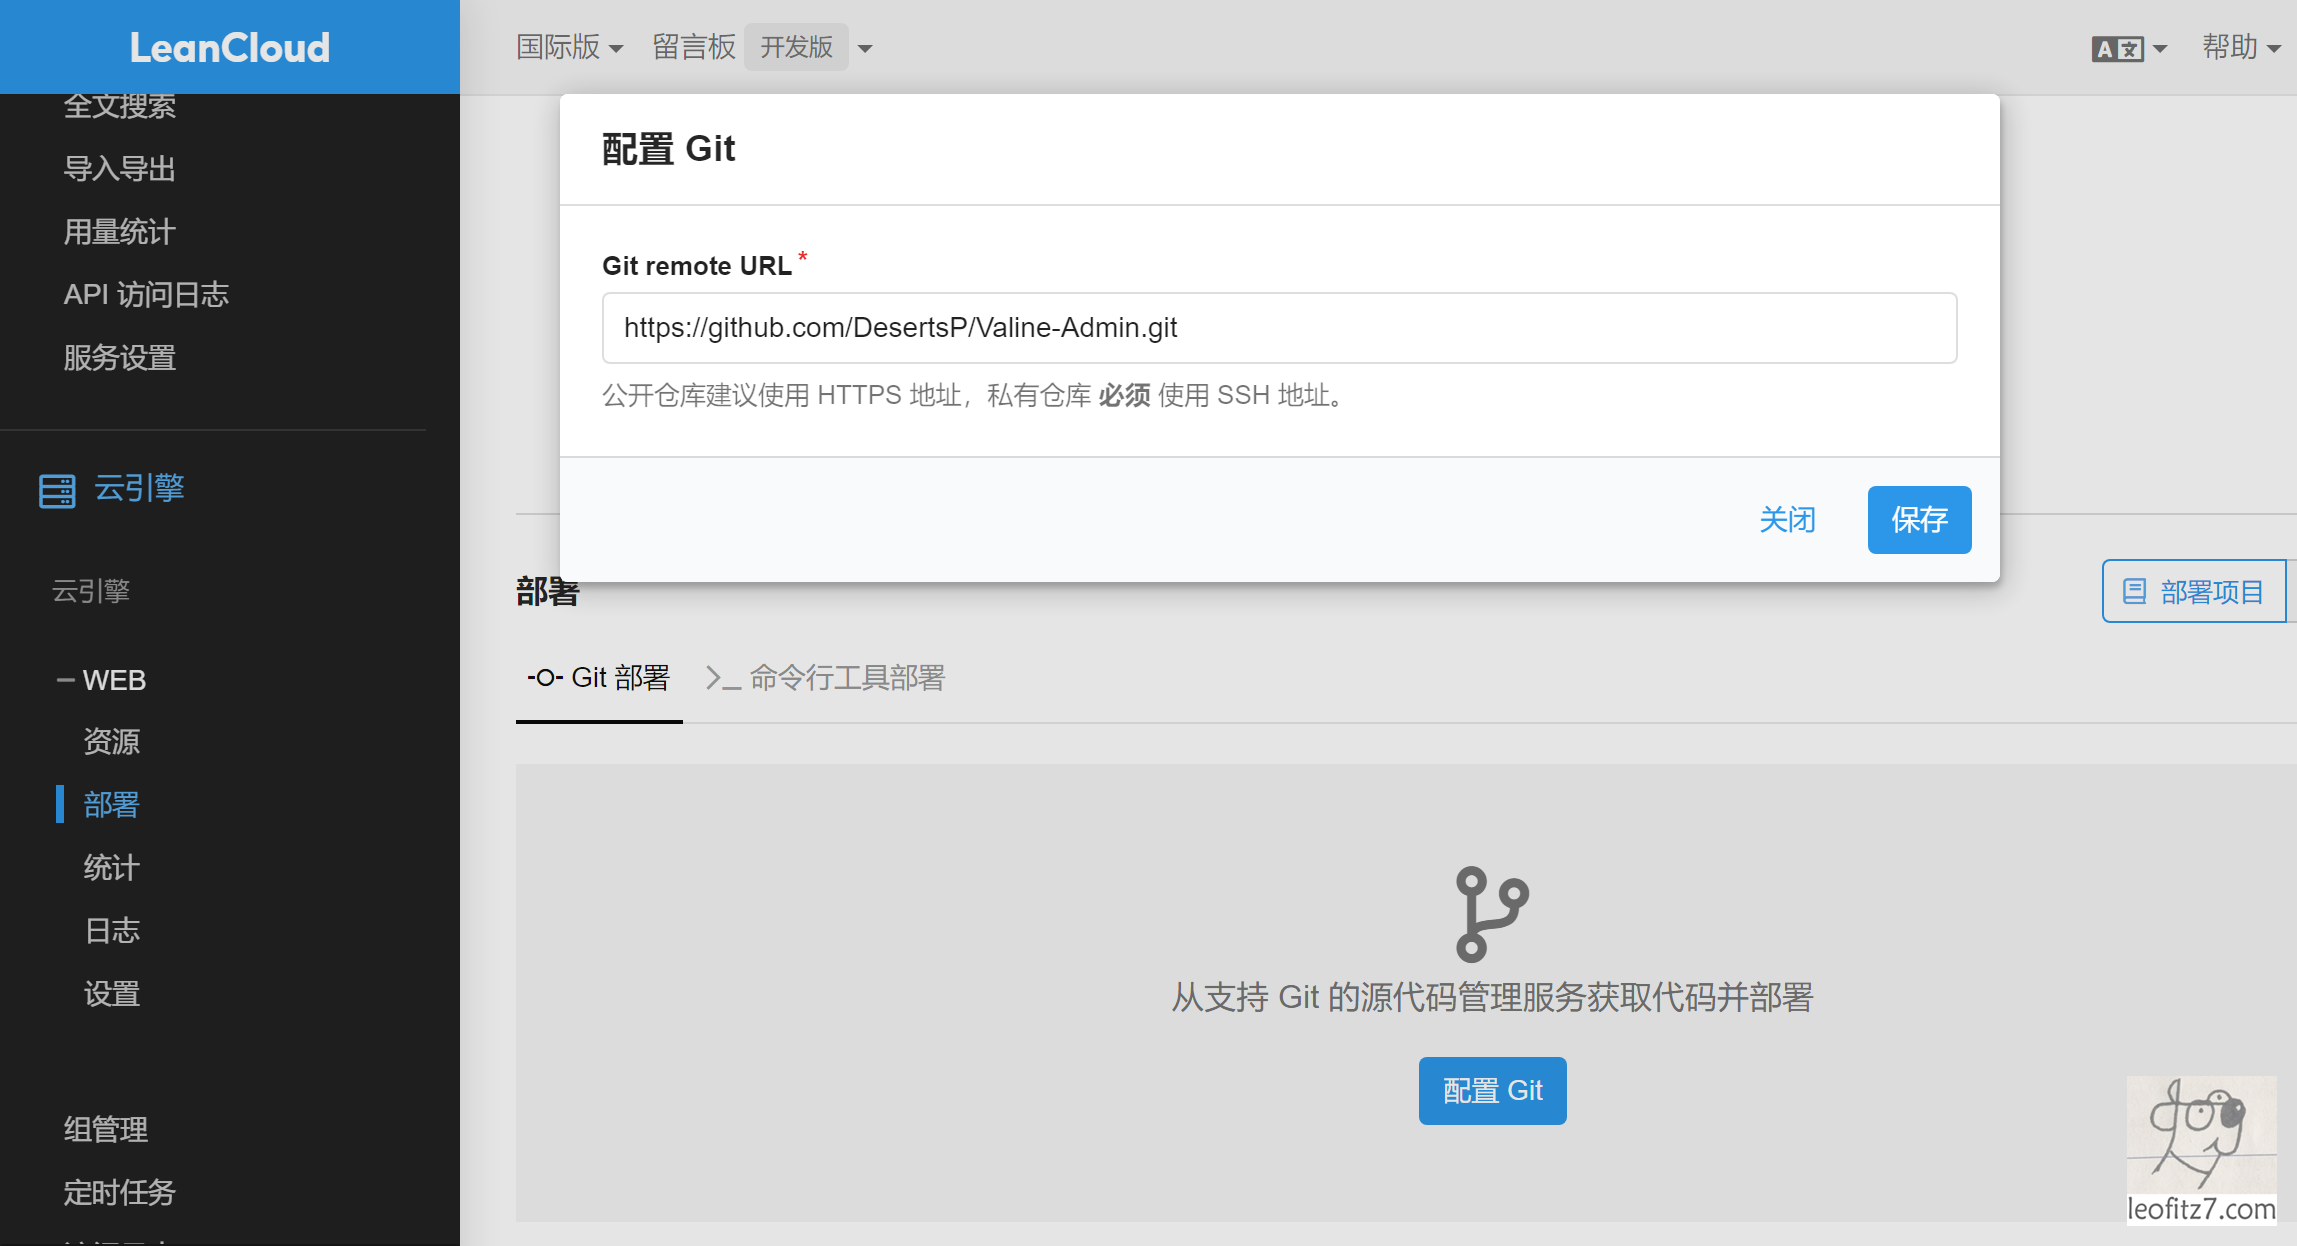 LeanCloud
国际版
留言板
开发版
A文
帮助
全文搜索
导入导出
用量统计
API 访问日志
服务设置
云引擎
云引擎
WEB
资源
部署
统计
日志
设置
组管理
定时任务
配置 Git
Git remote URL *
https://github.com/DesertsP/Valine-Admin.git
公开仓库建议使用 HTTPS 地址，私有仓库 必须 使用 SSH 地址。
关闭
保存
部署
部署项目
Git 部署
命令行工具部署
从支持 Git 的源代码管理服务获取代码并部署
配置 Git
dog
leofitz7.com